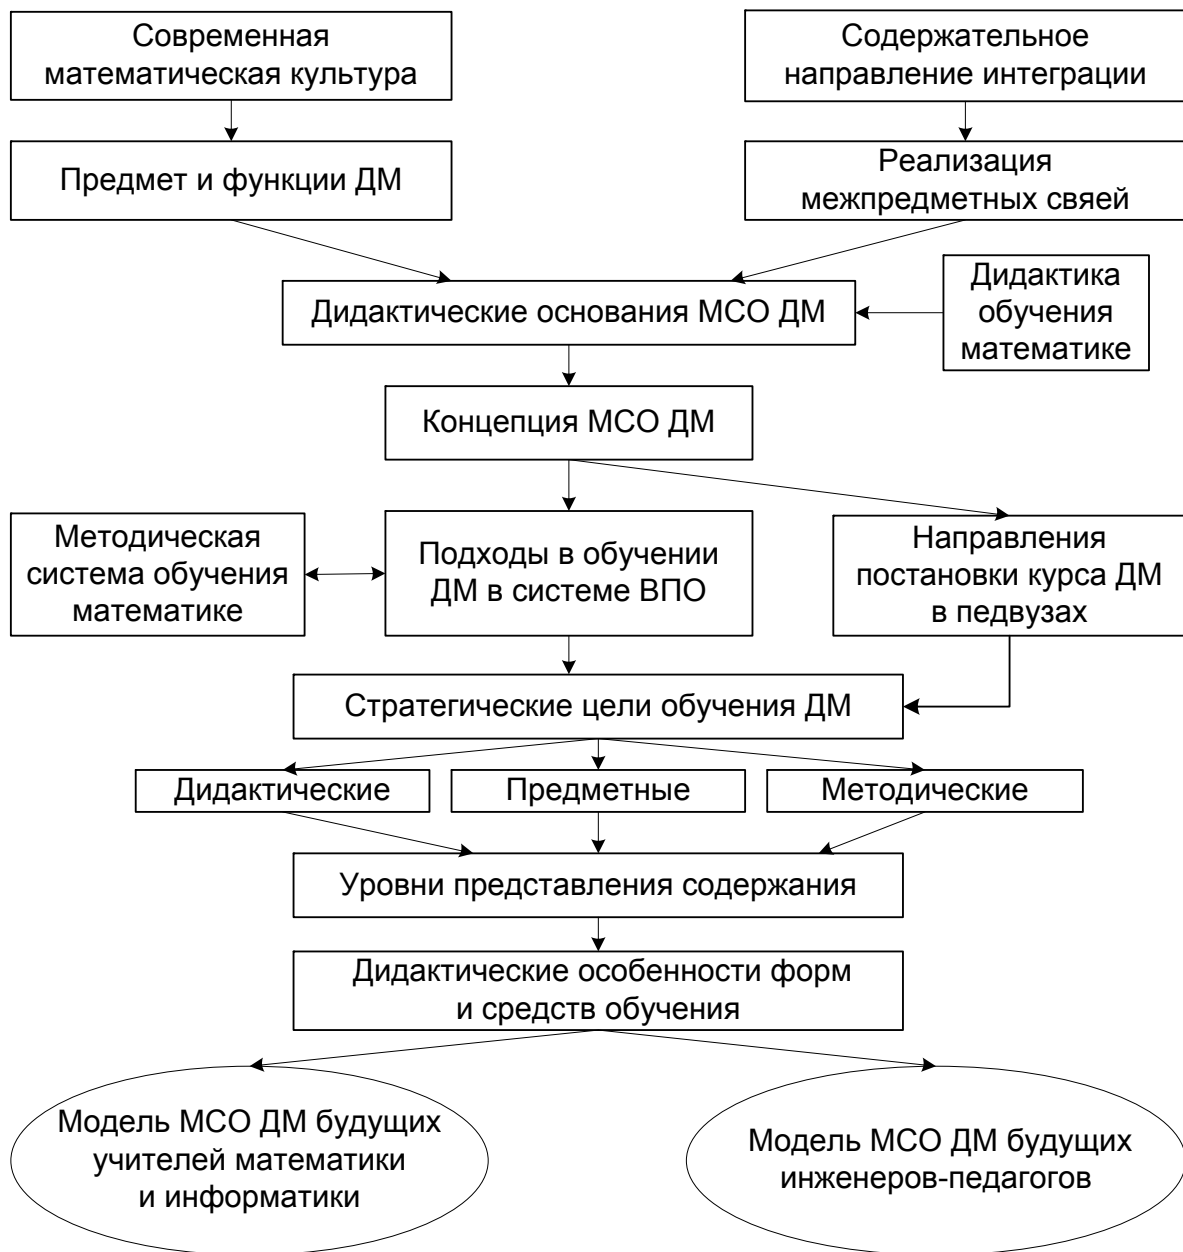 Современная
математическая культура
Содержательное
направление интеграции
Предмет и функции ДМ
Реализация
межпредметных свяей
Дидактические основания МСО ДМ
Дидактика
обучения
математике
Концепция МСО ДМ
Методическая
система обучения
математике
Подходы в обучении
ДМ в системе ВПО
Направления
постановки курса ДМ
в педвузах
Стратегические цели обучения ДМ
Дидактические
Предметные
Методические
Уровни представления содержания
Дидактические особенности форм
и средств обучения
Модель МСО ДМ будущих
учителей математики
и информатики
Модель МСО ДМ будущих
инженеров-педагогов